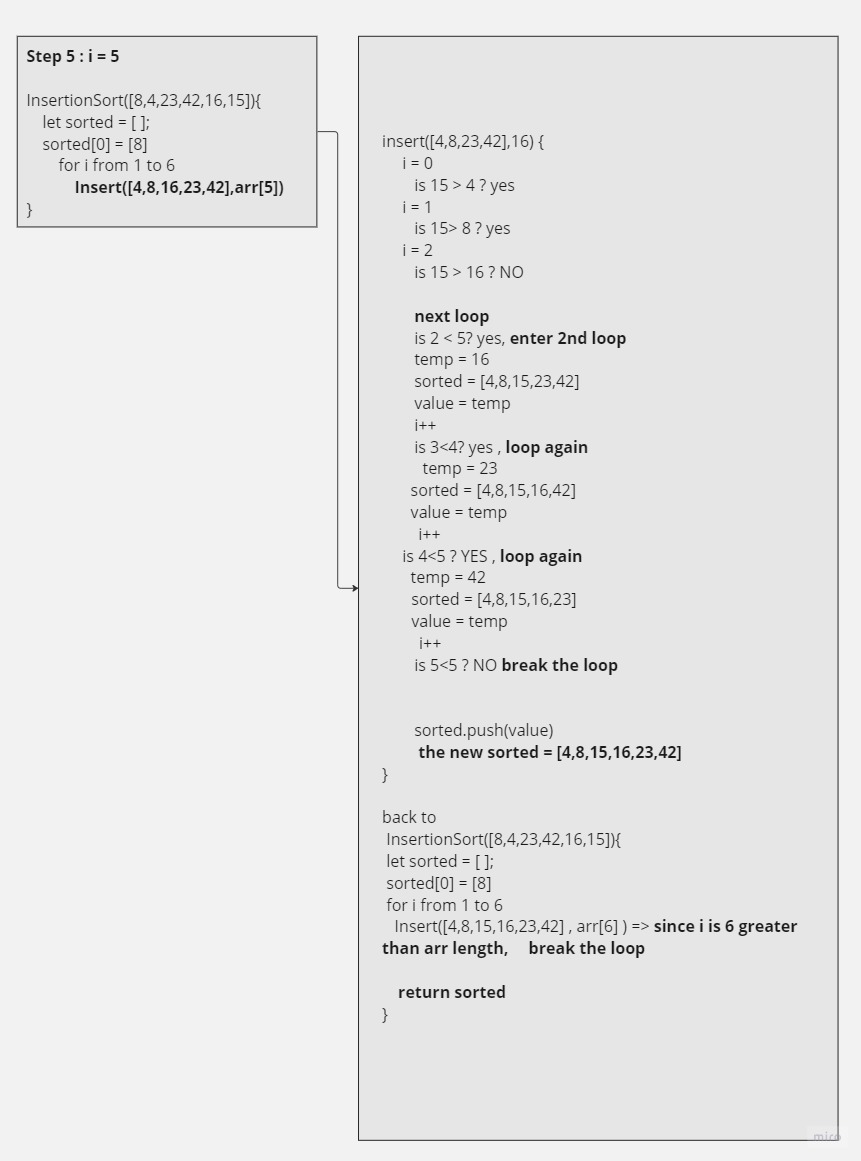 Step 5 : i = 5
InsertionSort([8,4,23,42,16,15]){
let sorted = [ ];
sorted[0] = [8]
for i from 1 to 6
Insert([4,8,16,23,42],arr[5])
}
insert([4,8,23,42],16) {
i = 0
is 15 > 4 ? yes
i = 1
is 15> 8 ? yes
i = 2
is 15 > 16 ? NO
next loop
is 2 < 5? yes, enter 2nd loop
temp = 16
sorted = [4,8,15,23,42]
value = temp
i++
is 3<4? yes , loop again
temp = 23
sorted = [4,8,15,16,42]
value = temp
i++
is 4<5 ? YES , loop again
temp = 42
sorted = [4,8,15,16,23]
value = temp
i++
is 5<5 ? NO break the loop
sorted.push(value)
the new sorted = [4,8,15,16,23,42]
}
back to
InsertionSort([8,4,23,42,16,15]){
let sorted = [ ];
sorted[0] = [8]
for i from 1 to 6
Insert([4,8,15,16,23,42] , arr[6] ) => since i is 6 greater
than arr length, break the loop
return sorted
}
miro